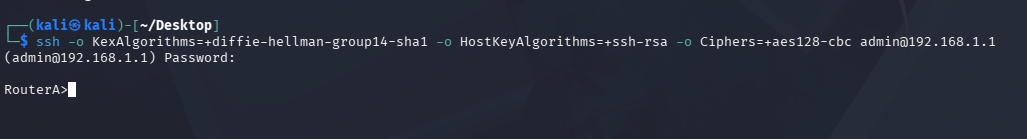 ┌──(kali㉿kali)-[~/Desktop]
└─$ ssh -o KexAlgorithms=+diffie-hellman-group14-sha1 -o HostKeyAlgorithms=+ssh-rsa -o Ciphers=+aes128-cbc admin@192.168.1.1
(admin@192.168.1.1) Password:
RouterA>